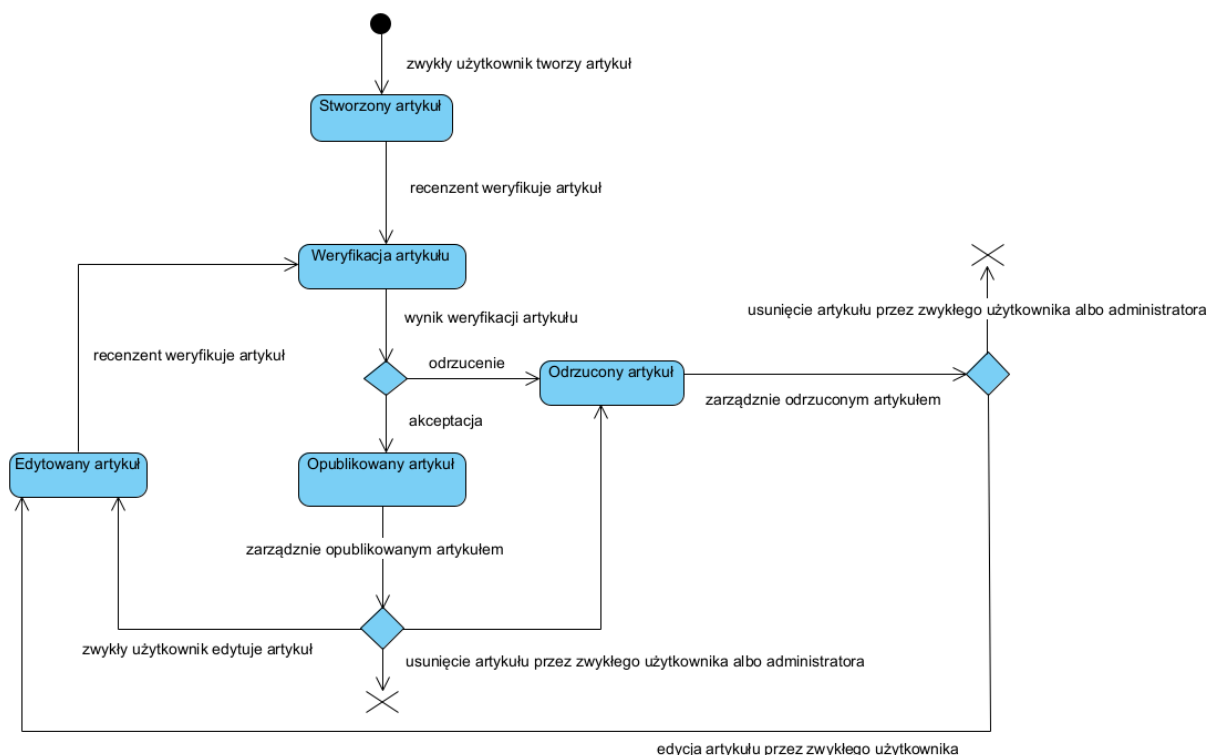 zwykły użytkownik tworzy artykuł
Stworzony artykuł
recenzent weryfikuje artykuł
Weryfikacja artykułu
usunięcie artykułu przez zwykłego użytkownika albo administratora
wynik weryfikacji artykułu
recenzent weryfikuje artykuł
odrzucenie
Odrzucony artykuł
zarządznie odrzuconym artykułem
akceptacja
Edytowany artykuł
Opublikowany artykuł
zarządznie opublikowanym artykułem
zwykły użytkownik edytuje artykuł
usunięcie artykułu przez zwykłego użytkownika albo administratora
edycja artykułu przez zwykłego użytkownika